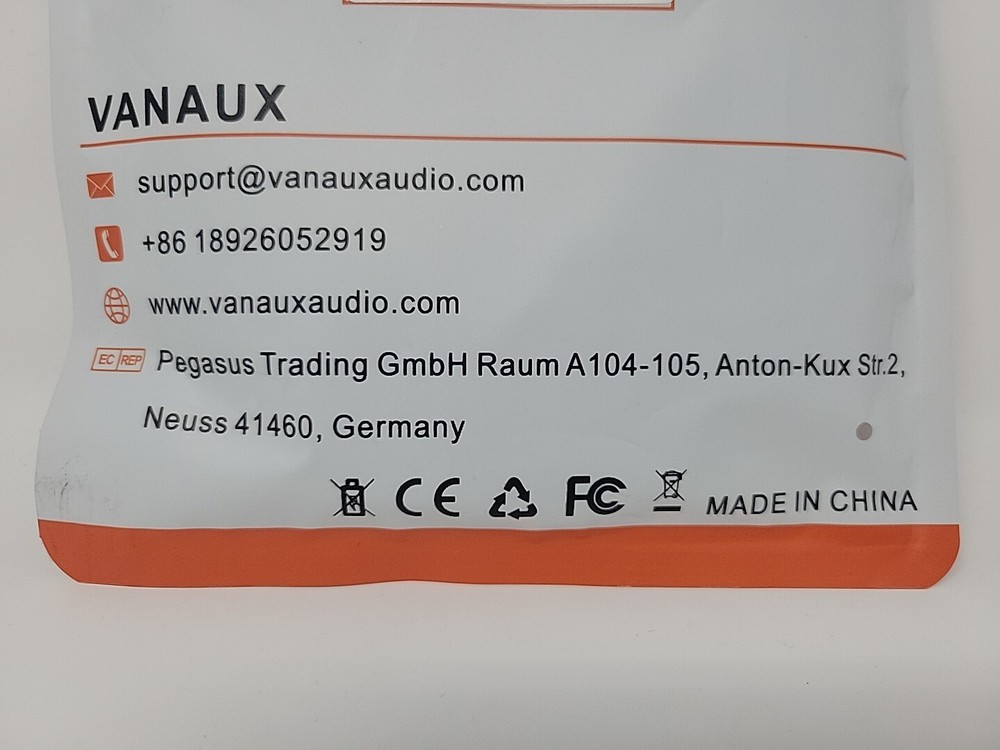 VANAUX
support@vanauxaudio.com
+86 18926052919
www.vanauxaudio.com
EC REP Pegasus Trading GmbH Raum A104-105, Anton-Kux Str.2,
Neuss 41460, Germany
CE FC MADE IN CHINA